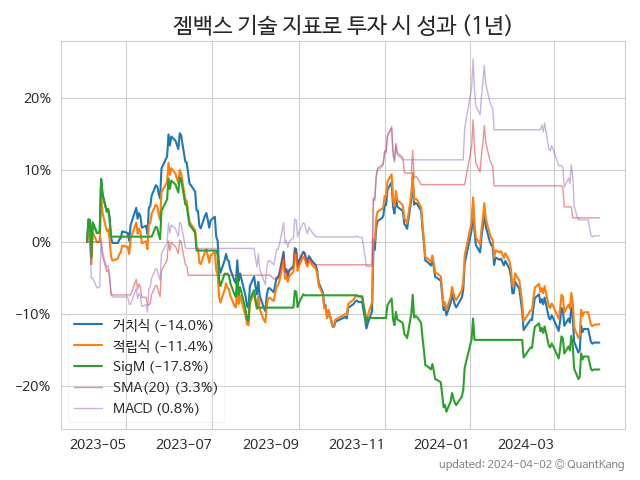 젬백스 기술 지표로 투자 시 성과 (1년)
20%
10%
0%
−10%
−20%
거치식 (−14.0%)
적립식 (−11.4%)
SigM (−17.8%)
SMA(20) (3.3%)
MACD (0.8%)
2023-05 2023-07 2023-09 2023-11 2024-01 2024-03
updated: 2024-04-02 © QuantKang